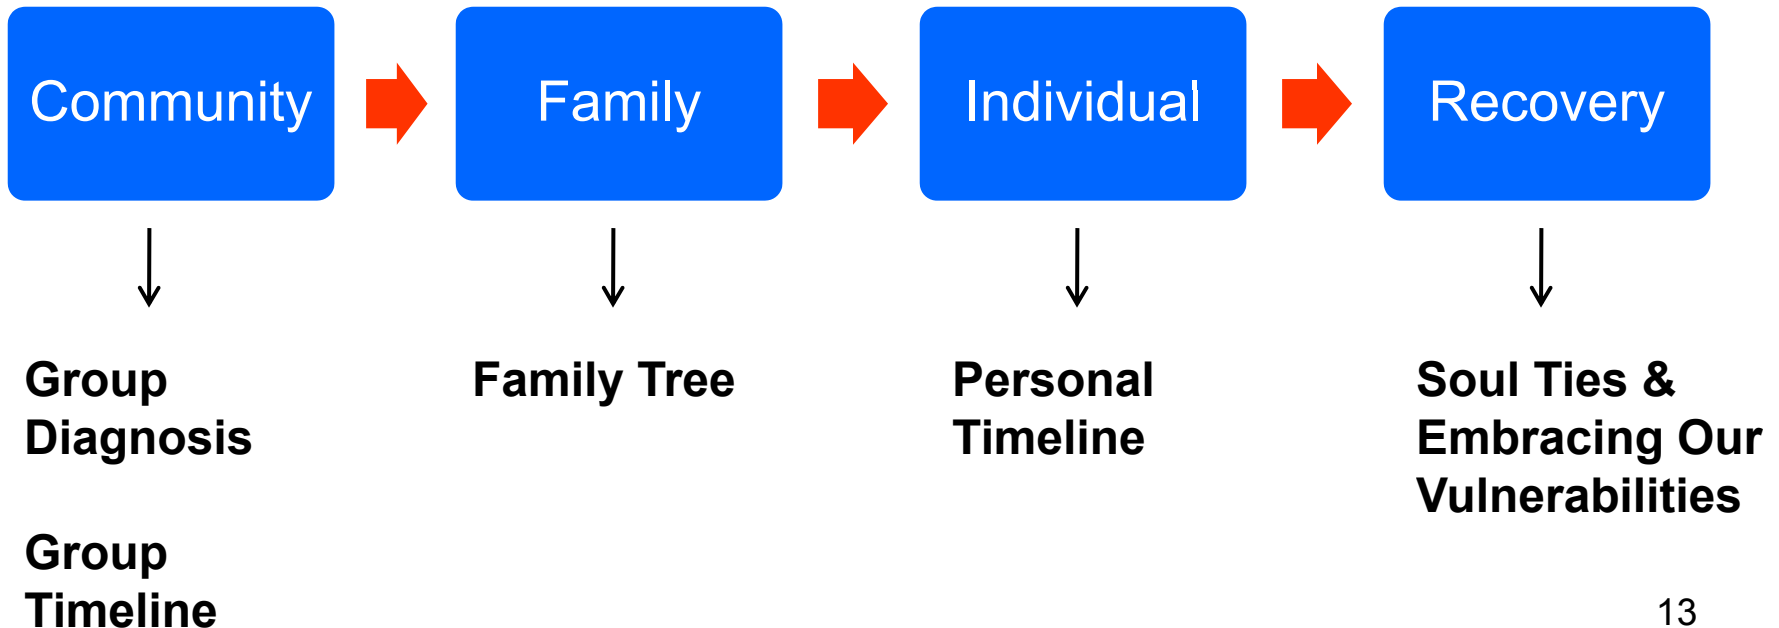 Community
Family
Individual
Recovery
Group
Diagnosis
Group
Timeline
Family Tree
Personal
Timeline
Soul Ties &
Embracing Our
Vulnerabilities
13